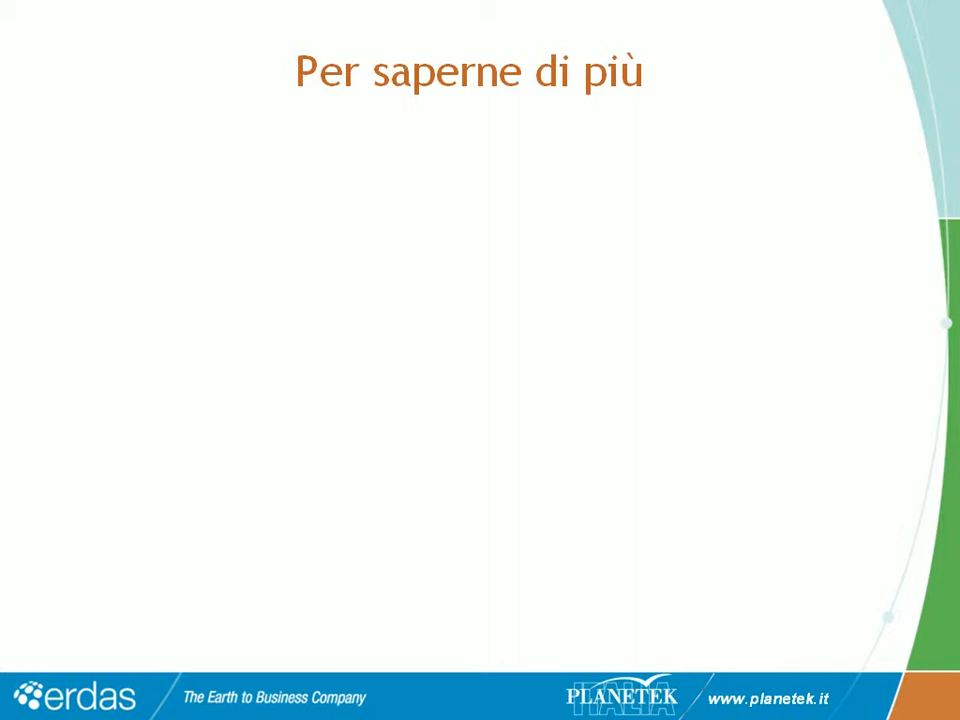 Per saperne di più
erdas
The Earth to Business Company
PLANETEK
ITALIA
www.planetek.it